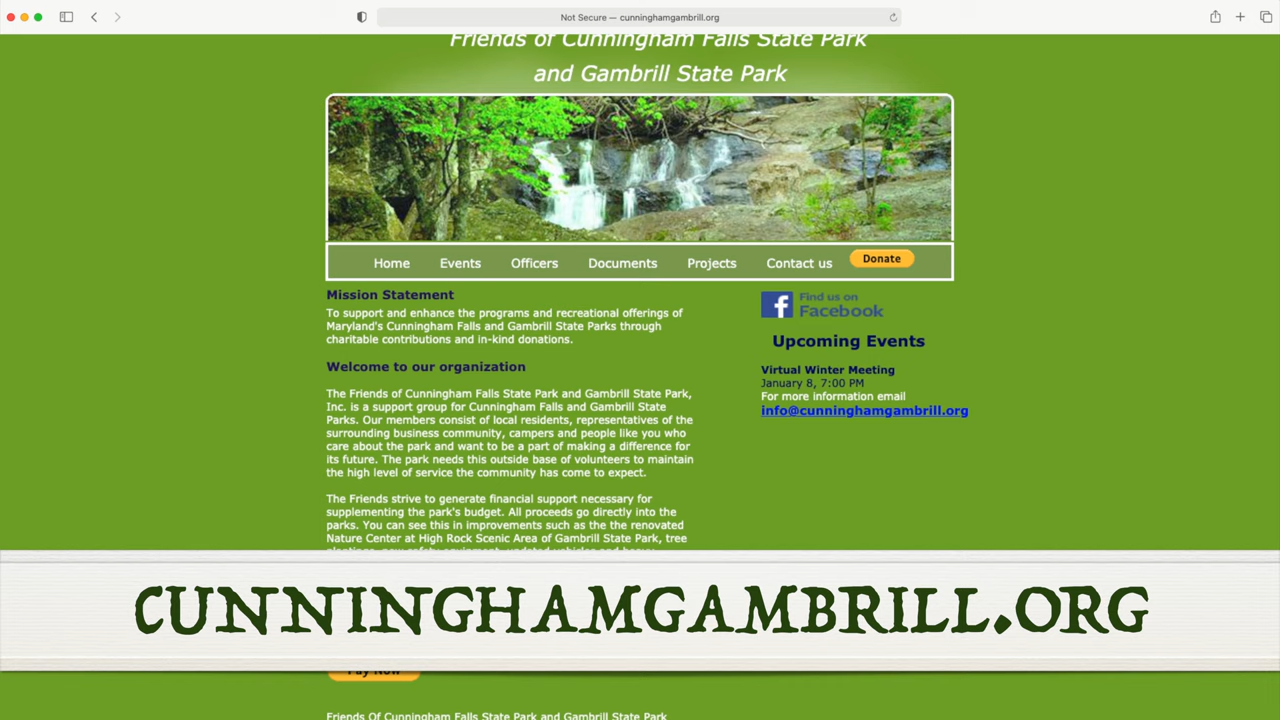 Not Secure — cunninghamgambrill.org
Friends of Cunningham Falls State Park
and Gambrill State Park
Home Events Officers Documents Projects Contact us Donate
Mission Statement
To support and enhance the programs and recreational offerings of
Maryland's Cunningham Falls and Gambrill State Parks through
charitable contributions and in-kind donations.
Welcome to our organization
The Friends of Cunningham Falls State Park and Gambrill State Park,
Inc. is a support group for Cunningham Falls and Gambrill State
Parks. Our members consist of local residents, representatives of the
surrounding business community, campers and people like you who
care about the park and want to be a part of making a difference for
its future. The park needs this outside base of volunteers to maintain
the high level of service the community has come to expect.
The Friends strive to generate financial support necessary for
supplementing the park's budget. All proceeds go directly into the
parks. You can see this in improvements such as the the renovated
Nature Center at High Rock Scenic Area of Gambrill State Park, tree
Find us on
Facebook
Upcoming Events
Virtual Winter Meeting
January 8, 7:00 PM
For more information email
info@cunninghamgambrill.org
CUNNINGHAMGAMBRILL.ORG
Pay Now
Friends Of Cunningham Falls State Park and Gambrill State Park